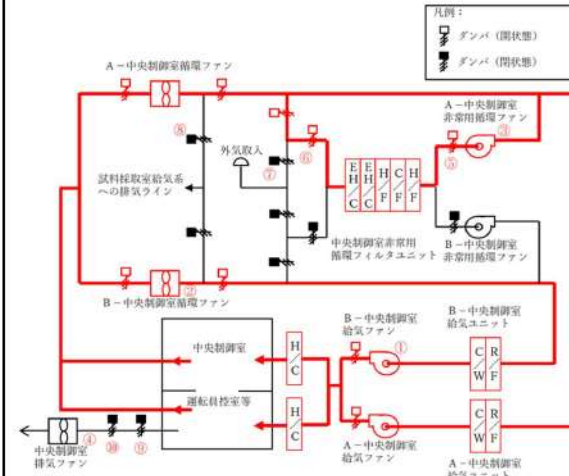 凡例：
ダンパ（開状態）
ダンパ（閉状態）
A－中央制御室循環ファン
A－中央制御室
非常用循環ファン
③
⑧
外気取入
⑥
⑤
⑦
試料採取室給気系
への排気ライン
E H C
E H C
H F
C F
H F
中央制御室非常用
循環フィルタユニット
B－中央制御室
非常用循環ファン
②
B－中央制御室循環ファン
B－中央制御室
給気ファン
B－中央制御室
給気ユニット
①
中央制御室
H C
C W
R F
運転員控室等
H C
C W
R F
④
⑩
⑨
中央制御室
排気ファン
A－中央制御室
給気ファン
A－中央制御室
給気ユニット